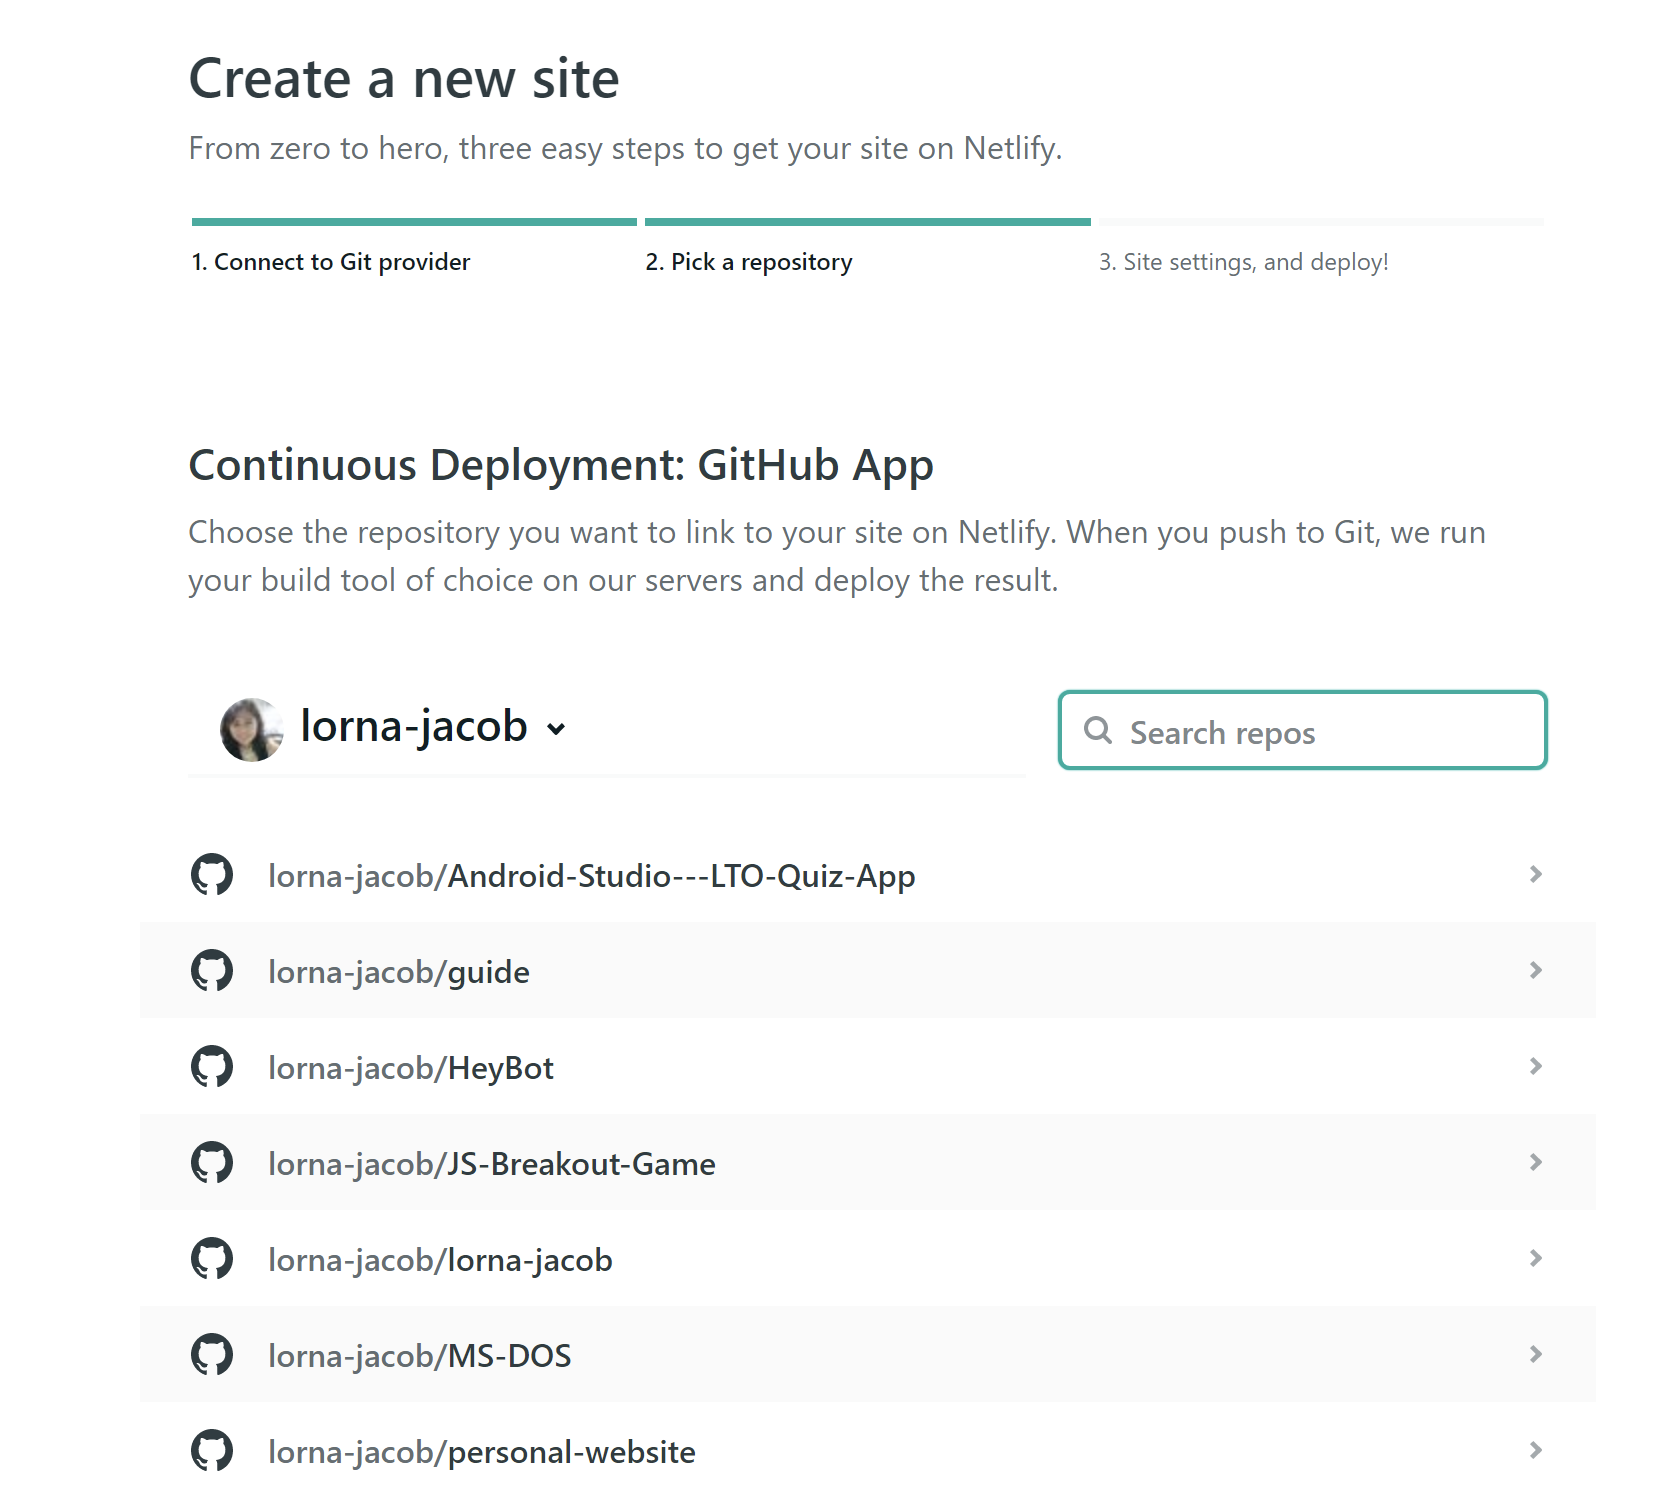 Create a new site
From zero to hero, three easy steps to get your site on Netlify.
1. Connect to Git provider
2. Pick a repository
3. Site settings, and deploy!
Continuous Deployment: GitHub App
Choose the repository you want to link to your site on Netlify. When you push to Git, we run
your build tool of choice on our servers and deploy the result.
lorna-jacob
Search repos
lorna-jacob/Android-Studio---LTO-Quiz-App
lorna-jacob/guide
lorna-jacob/HeyBot
lorna-jacob/JS-Breakout-Game
lorna-jacob/lorna-jacob
lorna-jacob/MS-DOS
lorna-jacob/personal-website